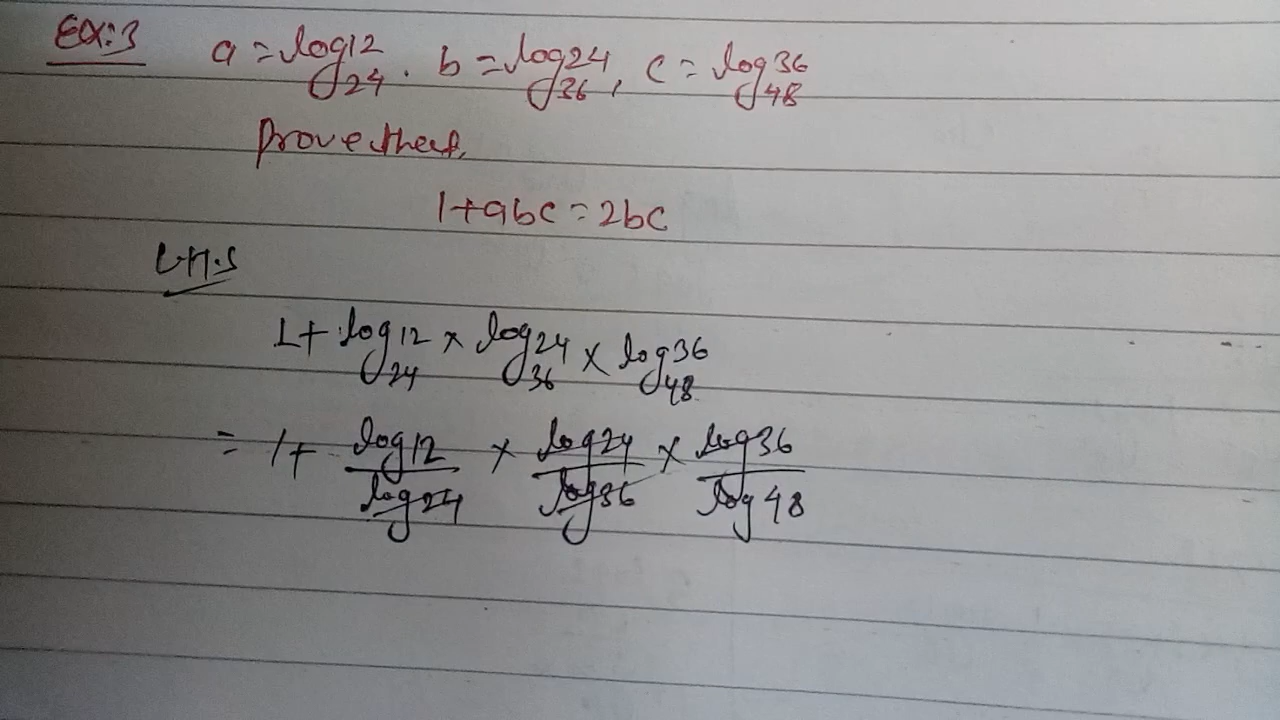 EX:3 a = log₂₄12 . b = log₃₆24, c = log₄₈36
Prove that,
1+abc = 2bc
L.H.S
1 + log₂₄12 × log₃₆24 × log₄₈36
= 1+ log12/log24 × log24/log36 × log36/log48